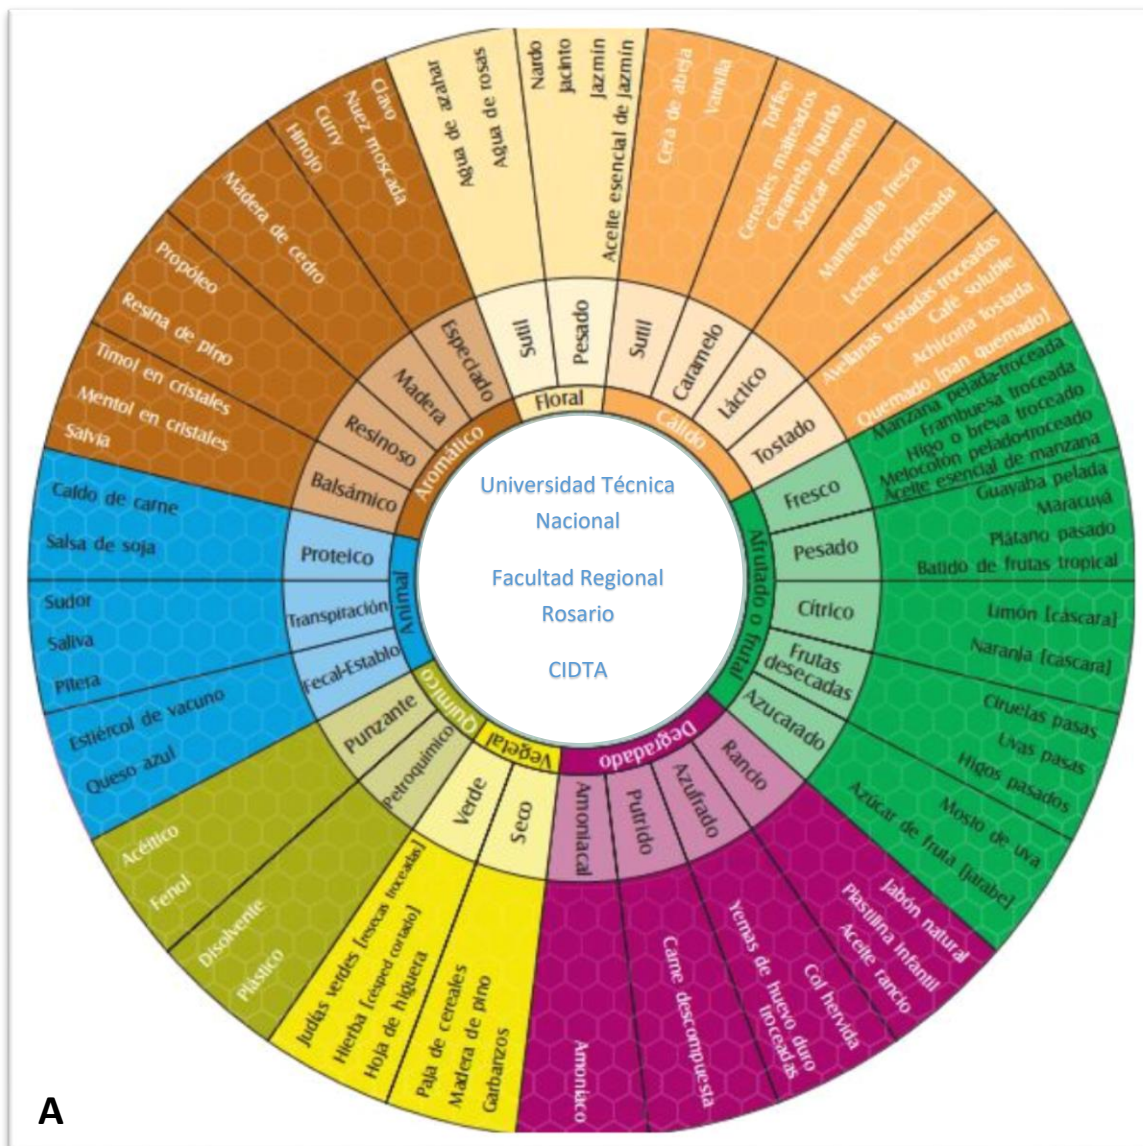 Universidad Técnica
Nacional
Facultad Regional
Rosario
CIDTA
Floral
Sutil
Agua de azahar
Agua de rosas
Pesado
Nardo
Jacinto
Jazmín
Aceite esencial de Jazmín
Cálido
Sutil
Cera de abeja
Vainilla
Caramelo
Toffee
Cereales malteados
Caramelo líquido
Azúcar moreno
Láctico
Mantequilla fresca
Leche condensada
Tostado
Avellanas tostadas troceadas
Café soluble
Achicoria Tostada
Quemado [pan quemado]
Afrutado o frutal
Fresco
Manzana pelada-troceada
Frambuesa troceada
Higo o breva troceado
Melocotón pelado-troceado
Aceite esencial de manzana
Pesado
Guayaba pelada
Maracuyá
Plátano pasado
Batido de frutas tropical
Cítrico
Limón [cáscara]
Naranja [cáscara]
Frutas
desecadas
Ciruelas pasas
Uvas pasas
Higos pasados
Azucarado
Mosto de uva
Azúcar de fruta [jarabe]
Degradado
Rancio
Jabón natural
Plastilina infantil
Aceite rancio
Azufrado
Col hervida
Yemas de huevo duro
troceadas
Putrido
Carne descompuesta
Amoniacal
Amoníaco
Vegetal
Seco
Paja de cereales
Madera de pino
Garbanzos
Verde
Judías verdes [resecas troceadas]
Hierba [césped cortado]
Hoja de higuera
Químico
Petroquímico
Disolvente
Plástico
Punzante
Acéitico
Fenol
Animal
Fecal-Establo
Estiércol de vacuno
Queso azul
Transpiración
Sudor
Saliva
Piltera
Proteico
Caldo de carne
Salsa de soja
Aromático
Balsámico
Timol en cristales
Mentol en cristales
Salvia
Resinoso
Propóleo
Resina de pino
Madera
Madera de cedro
Especiado
Clavo
Nuez moscada
Curry
Hinojo
A